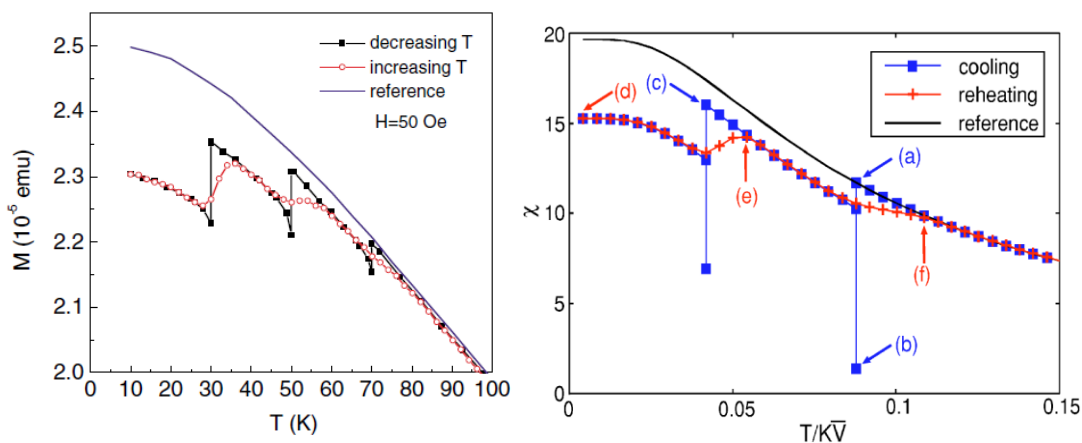 2.5
2.4
2.3
2.2
2.1
2.0
M (10⁻⁵ emu)
decreasing T
increasing T
reference
H=50 Oe
0 10 20 30 40 50 60 70 80 90 100
T (K)
20
15
10
5
0
χ
cooling
reheating
reference
(d)
(c)
(a)
(e)
(f)
(b)
0 0.05 0.1 0.15
T/KV̅